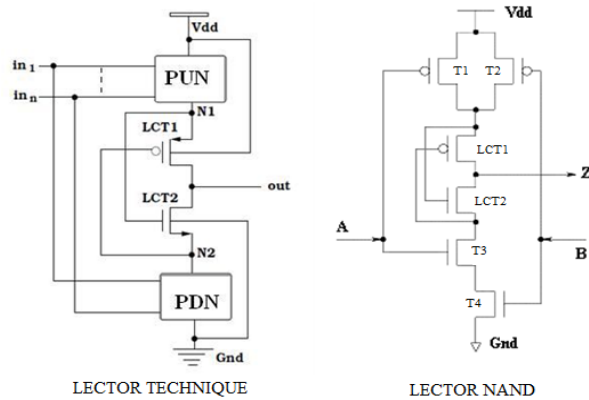 Vdd
in1
PUN
inn
N1
LCT1
out
LCT2
N2
PDN
Gnd
LECTOR TECHNIQUE
Vdd
T1
T2
LCT1
Z
LCT2
A
T3
B
T4
Gnd
LECTOR NAND